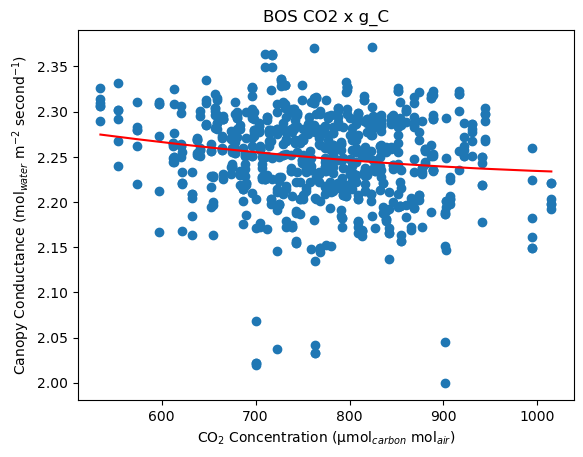 BOS CO2 x g_C
Canopy Conductance (mol_water m⁻² second⁻¹)
2.35
2.30
2.25
2.20
2.15
2.10
2.05
2.00
600 700 800 900 1000
CO₂ Concentration (μmol_carbon mol_air)